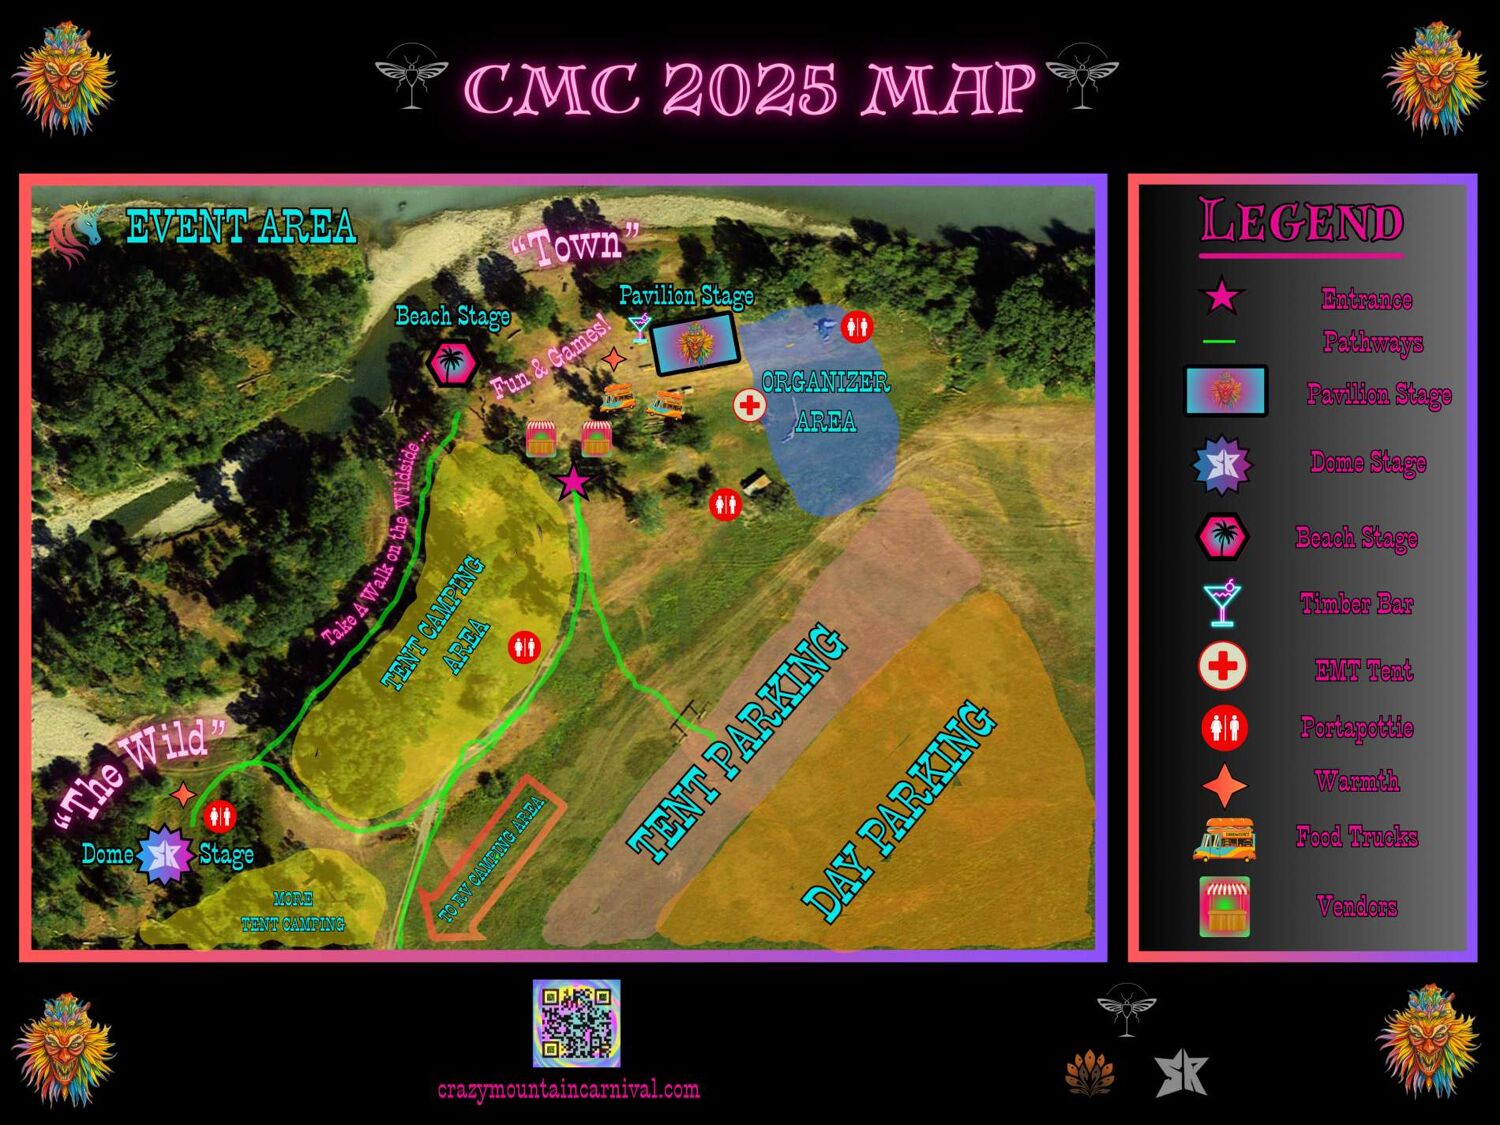 CMC 2025 MAP
EVENT AREA
"Town"
Pavilion Stage
Beach Stage
Fun & Games!
ORGANIZER
AREA
Take A Walk on the Wildside...
TENT CAMPING
AREA
"The Wild"
Dome Stage
MORE
TENT CAMPING
TO RV CAMPING AREA
TENT PARKING
DAY PARKING
LEGEND
Entrance
Pathways
Pavilion Stage
SR
Dome Stage
Beach Stage
Timber Bar
EMT Tent
Portapottie
Warmth
Food Trucks
Vendors
crazymountaincarnival.com
SR